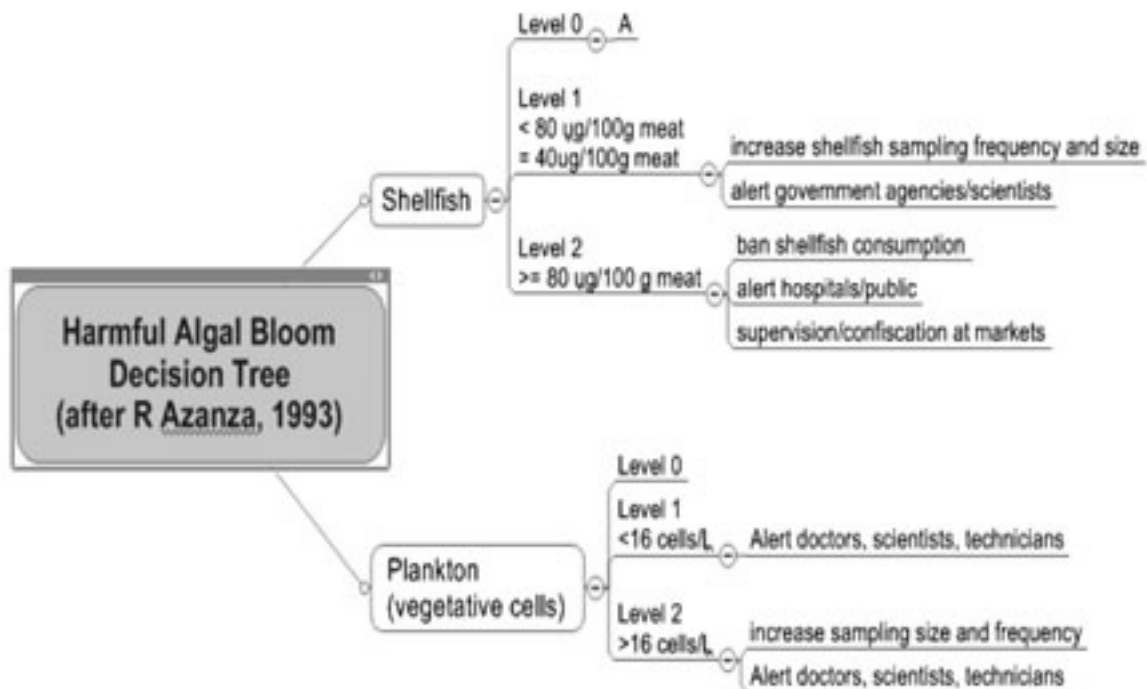 Harmful Algal Bloom
Decision Tree
(after R Azanza, 1993)
Shellfish
Level 0
A
Level 1
< 80 ug/100g meat
= 40ug/100g meat
increase shellfish sampling frequency and size
alert government agencies/scientists
Level 2
>= 80 ug/100 g meat
ban shellfish consumption
alert hospitals/public
supervision/confiscation at markets
Plankton
(vegetative cells)
Level 0
Level 1
<16 cells/L
Alert doctors, scientists, technicians
Level 2
>16 cells/L
increase sampling size and frequency
Alert doctors, scientists, technicians